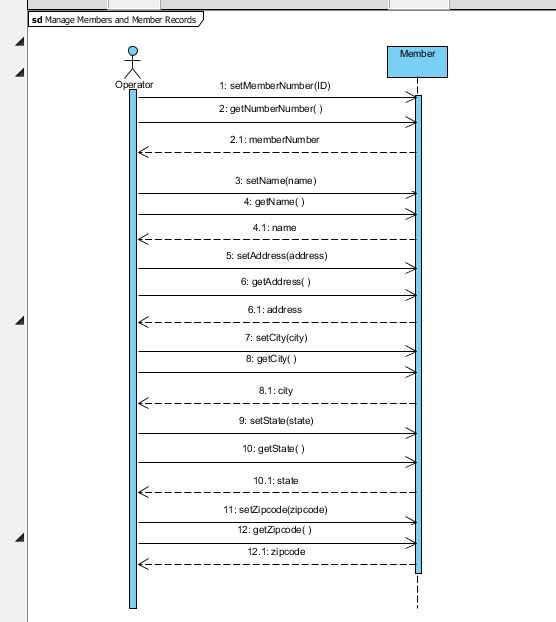 sd Manage Members and Member Records
Operator
Member
1: setMemberNumber(ID)
2: getNumberNumber( )
2.1: memberNumber
3: setName(name)
4: getName( )
4.1: name
5: setAddress(address)
6: getAddress( )
6.1: address
7: setCity(city)
8: getCity( )
8.1: city
9: setState(state)
10: getState( )
10.1: state
11: setZipcode(zipcode)
12: getZipcode( )
12.1: zipcode